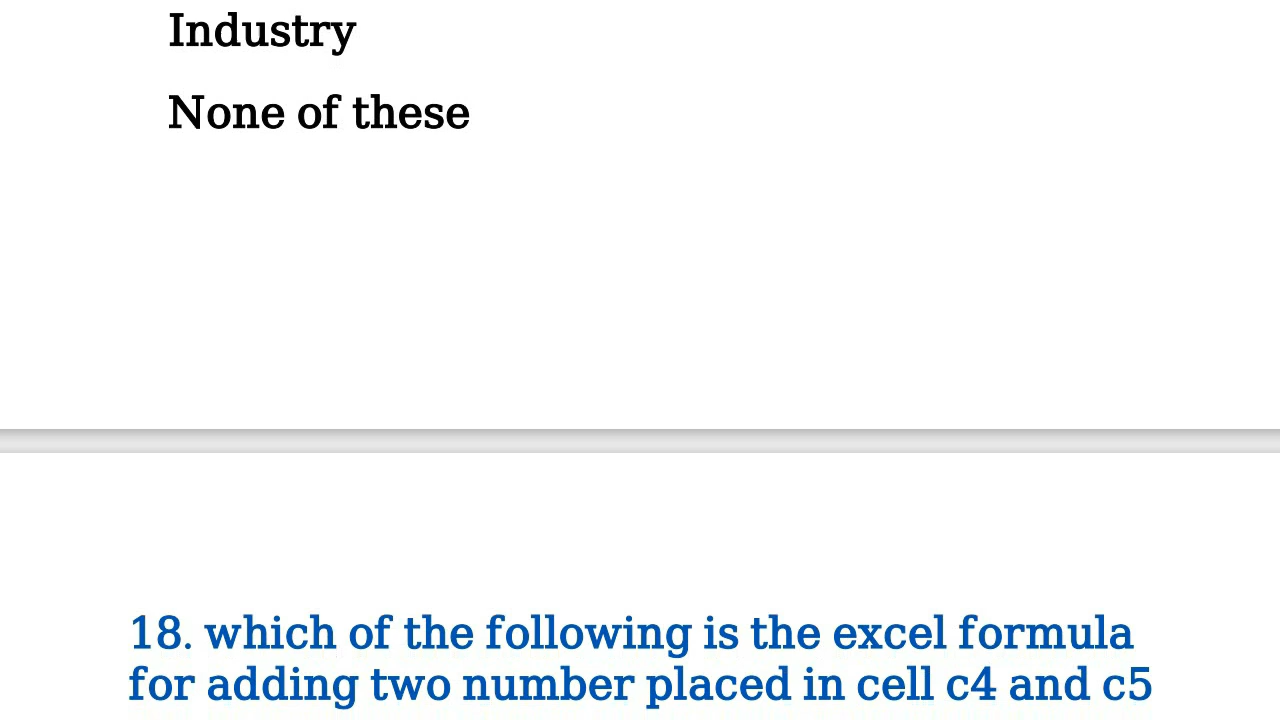 Industry
None of these
18. which of the following is the excel formula
for adding two number placed in cell c4 and c5